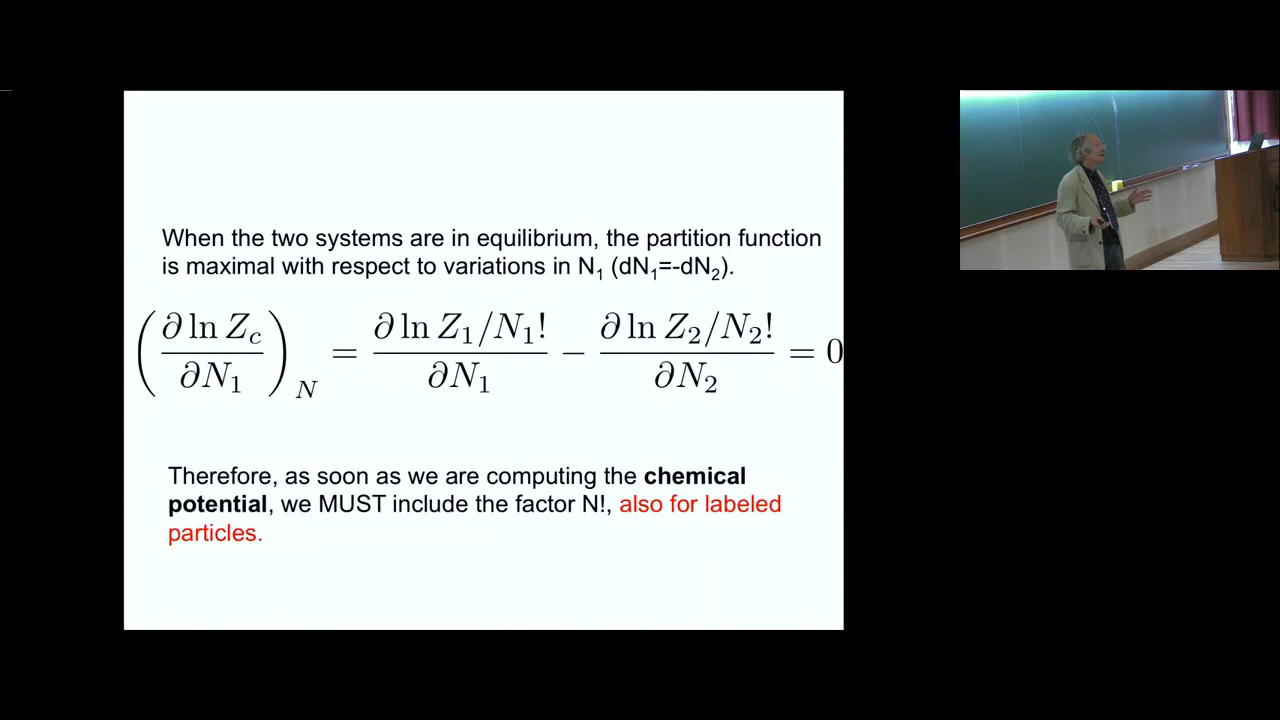 When the two systems are in equilibrium, the partition function
is maximal with respect to variations in N₁ (dN₁=-dN₂).
(∂ ln Z_c / ∂N₁)_N = ∂ ln Z₁/N₁! / ∂N₁ − ∂ ln Z₂/N₂! / ∂N₂ = 0
Therefore, as soon as we are computing the chemical
potential, we MUST include the factor N!, also for labeled
particles.